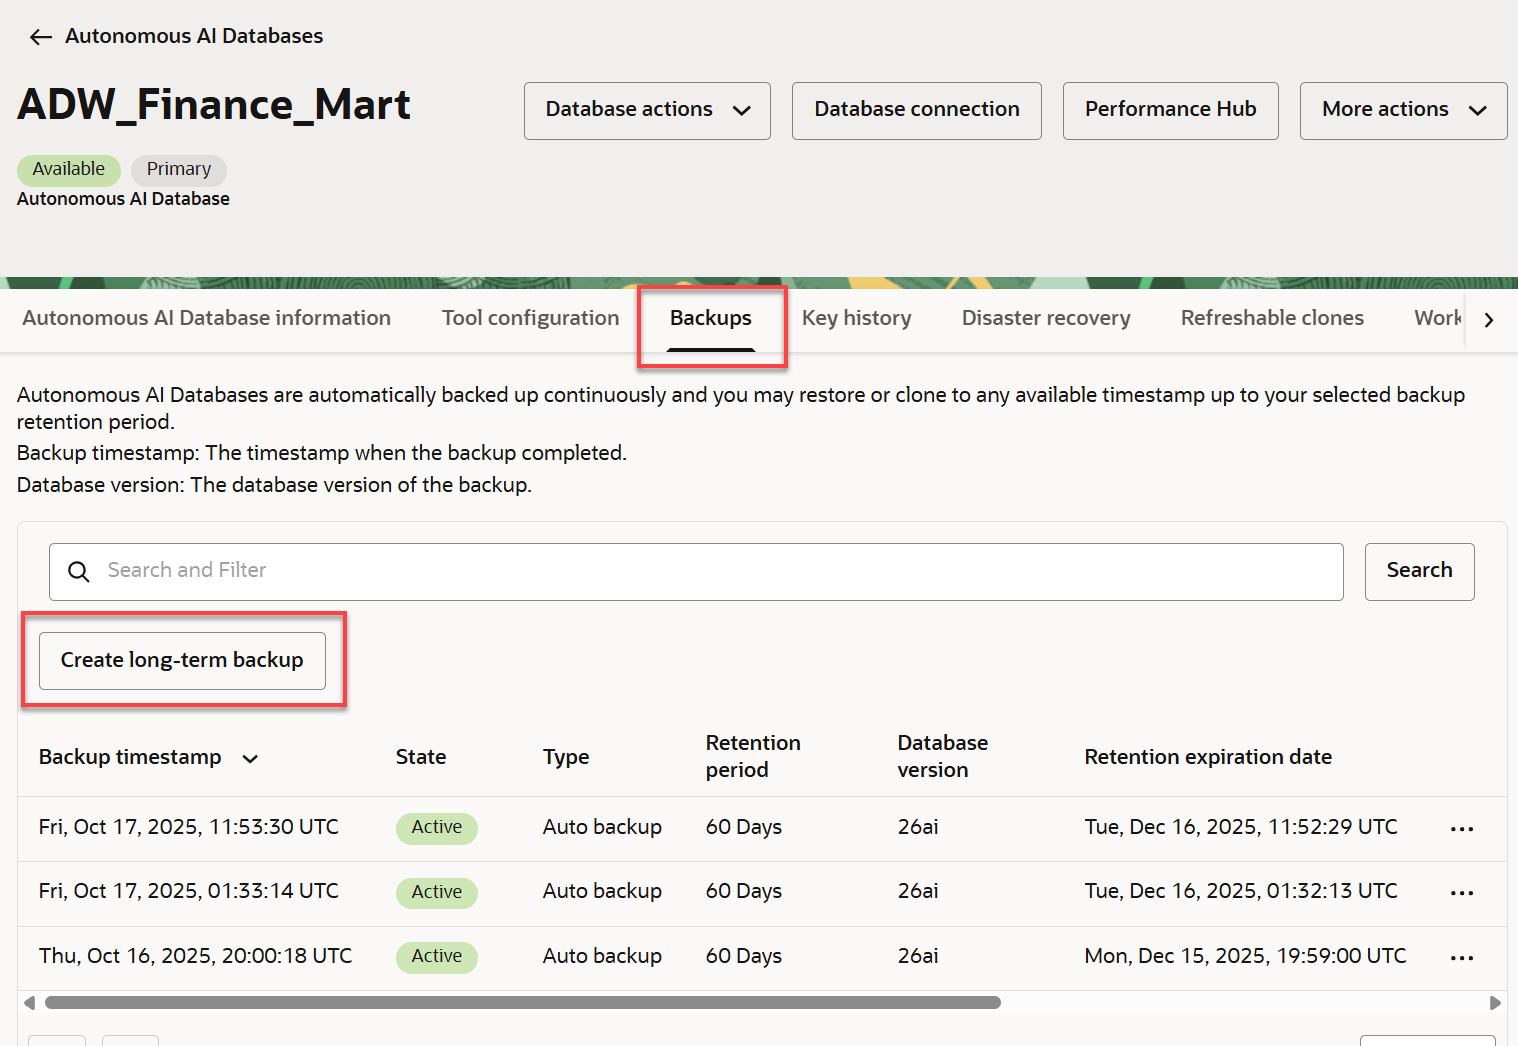 Autonomous AI Databases
ADW_Finance_Mart
Database actions
Database connection
Performance Hub
More actions
Available
Primary
Autonomous AI Database
Autonomous AI Database information
Tool configuration
Backups
Key history
Disaster recovery
Refreshable clones
Work
Autonomous AI Databases are automatically backed up continuously and you may restore or clone to any available timestamp up to your selected backup
retention period.
Backup timestamp: The timestamp when the backup completed.
Database version: The database version of the backup.
Search and Filter
Search
Create long-term backup
Backup timestamp
State
Type
Retention
period
Database
version
Retention expiration date
Fri, Oct 17, 2025, 11:53:30 UTC
Active
Auto backup
60 Days
26ai
Tue, Dec 16, 2025, 11:52:29 UTC
Fri, Oct 17, 2025, 01:33:14 UTC
Active
Auto backup
60 Days
26ai
Tue, Dec 16, 2025, 01:32:13 UTC
Thu, Oct 16, 2025, 20:00:18 UTC
Active
Auto backup
60 Days
26ai
Mon, Dec 15, 2025, 19:59:00 UTC